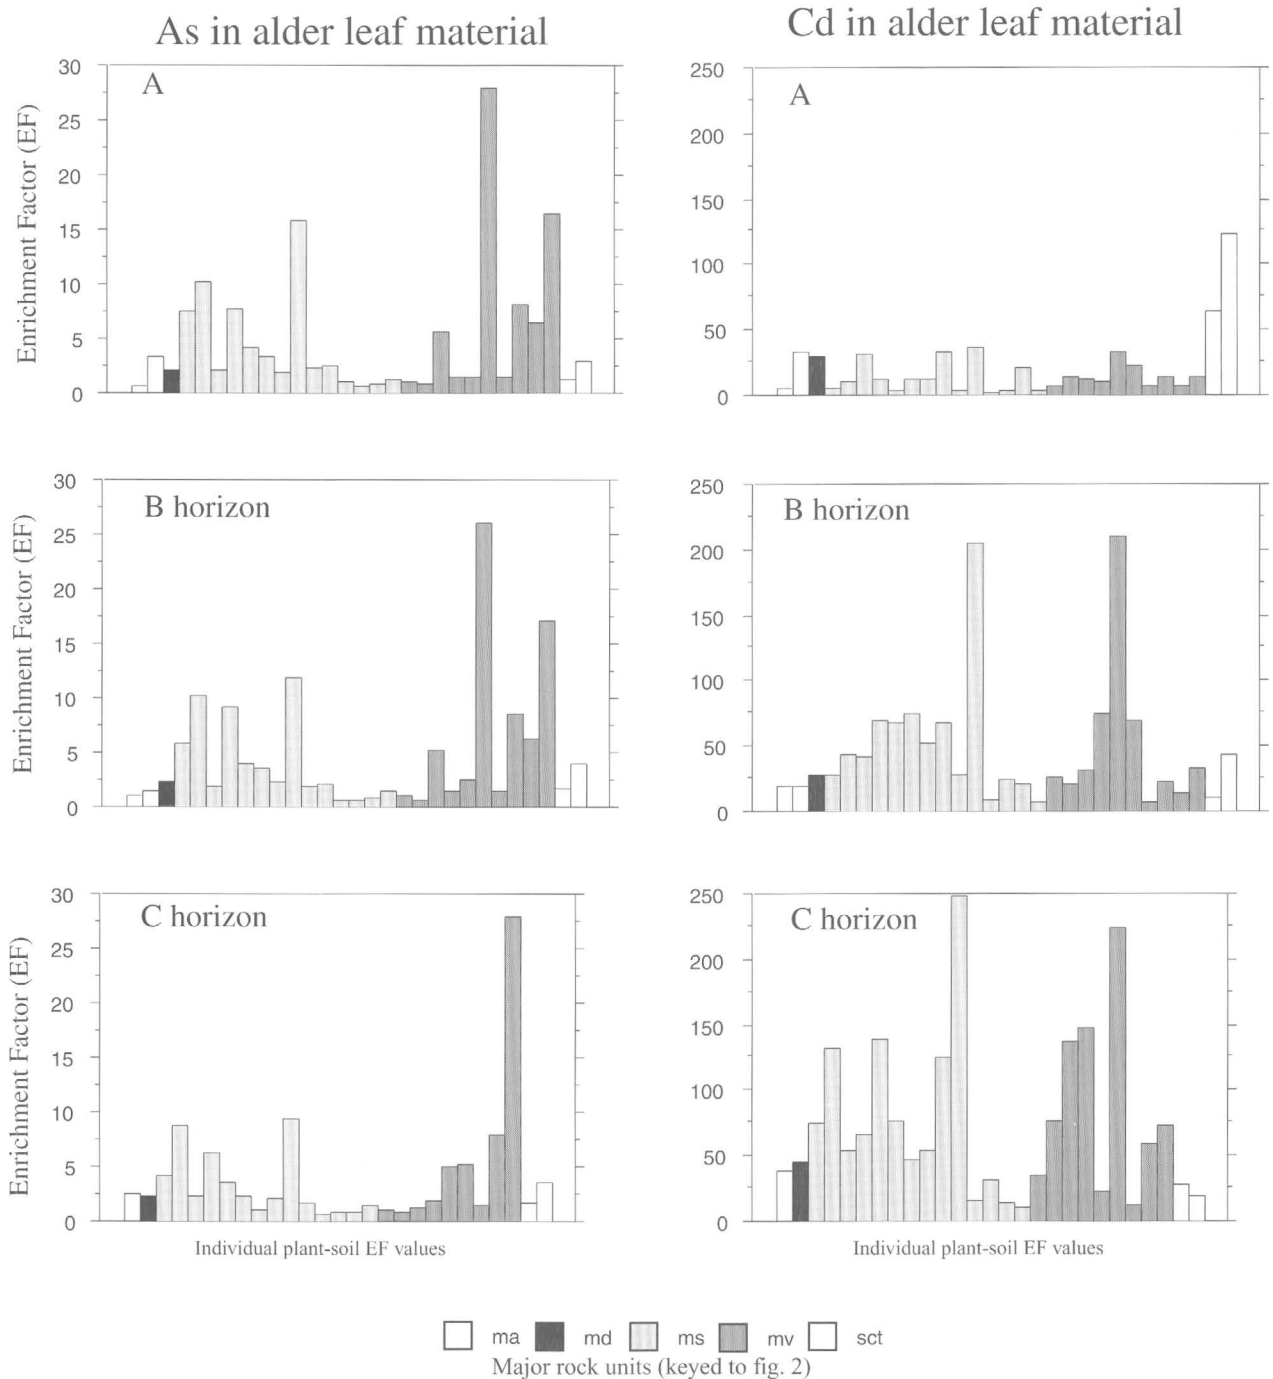 As in alder leaf material
Cd in alder leaf material
A
Enrichment Factor (EF)
30
25
20
15
10
5
0
A
250
200
150
100
50
0
B horizon
Enrichment Factor (EF)
30
25
20
15
10
5
0
B horizon
250
200
150
100
50
0
C horizon
Enrichment Factor (EF)
30
25
20
15
10
5
0
Individual plant-soil EF values
C horizon
250
200
150
100
50
0
Individual plant-soil EF values
ma md ms mv sct
Major rock units (keyed to fig. 2)